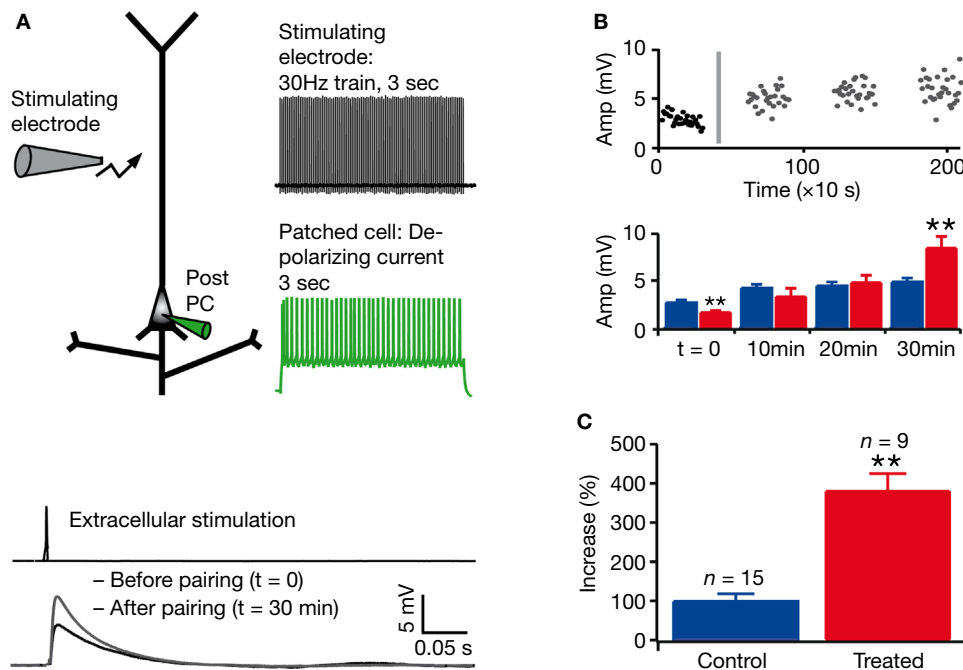 A
Stimulating
electrode:
30Hz train, 3 sec
Stimulating
electrode
Patched cell: De-
polarizing current
3 sec
Post
PC
Extracellular stimulation
– Before pairing (t = 0)
– After pairing (t = 30 min)
5 mV
0.05 s
B
Amp (mV)
10
5
0
0
100
200
Time (×10 s)
Amp (mV)
10
5
0
**
**
t = 0
10min
20min
30min
C
Increase (%)
500
400
300
200
100
0
n = 15
n = 9
**
Control
Treated